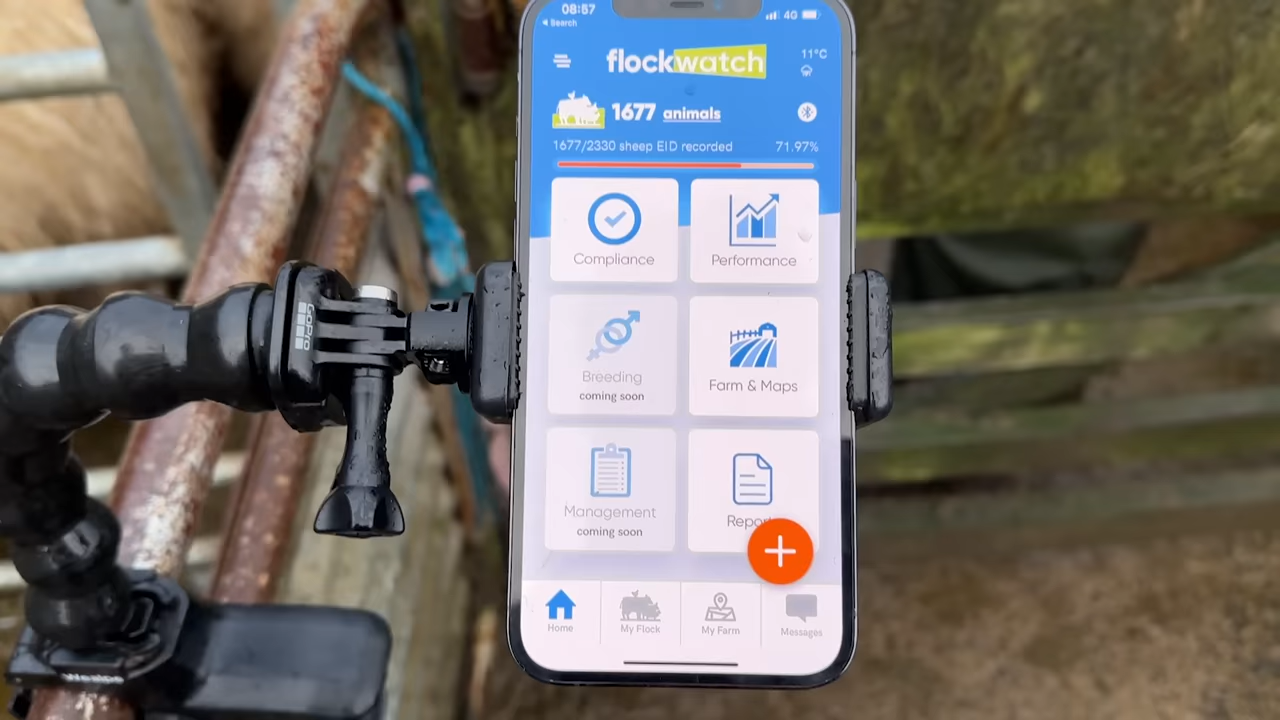 08:57
4G
Search
flockwatch
11°C
1677 animals
1677/2330 sheep EID recorded 71.97%
Compliance
Performance
Breeding
coming soon
Farm & Maps
Management
coming soon
Home
My Flock
My Farm
Messages
GoPro